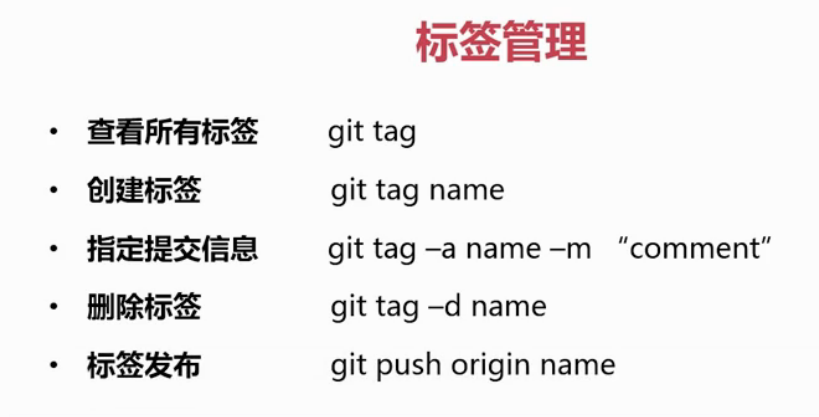 标签管理
• 查看所有标签 git tag
• 创建标签 git tag name
• 指定提交信息 git tag –a name –m “comment”
• 删除标签 git tag –d name
• 标签发布 git push origin name